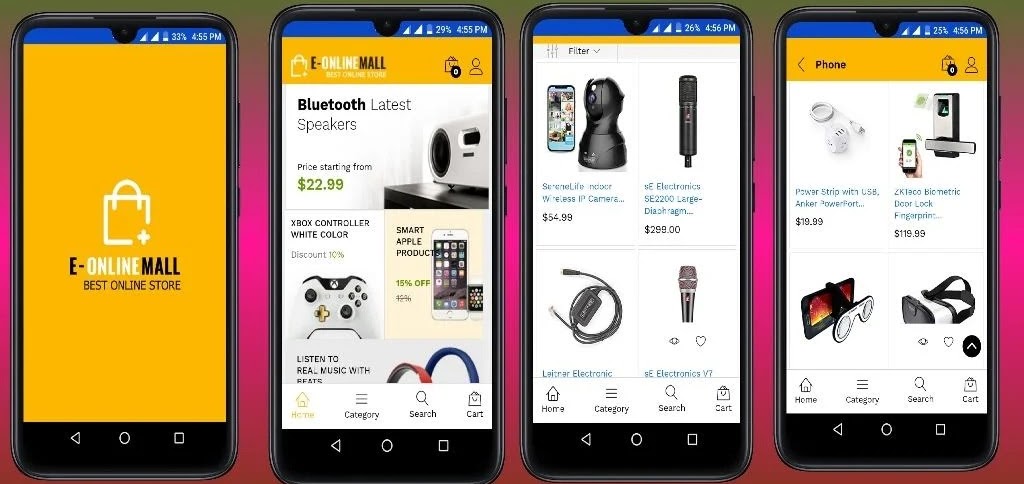 33% 4:55 PM
E-ONLINEMALL
BEST ONLINE STORE
29% 4:55 PM
E-ONLINEMALL
BEST ONLINE STORE
0
Bluetooth Latest
Speakers
Price starting from
$22.99
XBOX CONTROLLER
WHITE COLOR
Discount 10%
SMART
APPLE
PRODUCT
15% OFF
12%
LISTEN TO
REAL MUSIC WITH
BEATS
Home
Category
Search
Cart
26% 4:56 PM
Filter
SereneLife Indoor
Wireless IP Camera...
$54.99
sE Electronics
SE2200 Large-
Diaphragm...
$299.00
Leitner Electronic
sE Electronics V7
Home
Category
Search
Cart
25% 4:56 PM
Phone
0
Power Strip with USB,
Anker PowerPort...
$19.99
ZKTeco Biometric
Door Lock
Fingerprint...
$119.99
Home
Category
Search
Cart